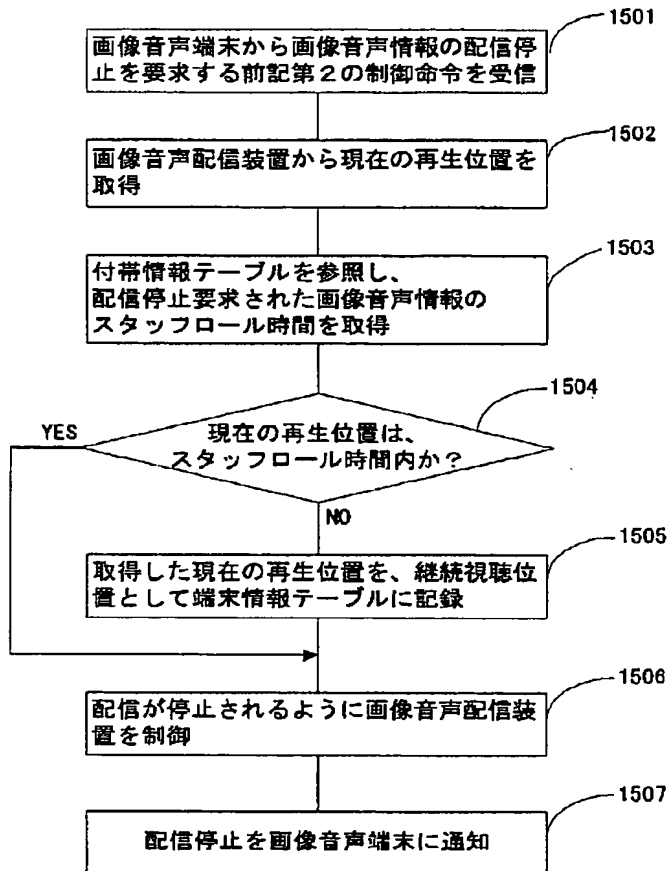 1501
画像音声端末から画像音声情報の配信停
止を要求する前記第2の制御命令を受信
1502
画像音声配信装置から現在の再生位置を
取得
1503
付帯情報テーブルを参照し、
配信停止要求された画像音声情報の
スタッフロール時間を取得
1504
YES
現在の再生位置は、
スタッフロール時間内か?
NO
1505
取得した現在の再生位置を、継続視聴位
置として端末情報テーブルに記録
1506
配信が停止されるように画像音声配信装
置を制御
1507
配信停止を画像音声端末に通知